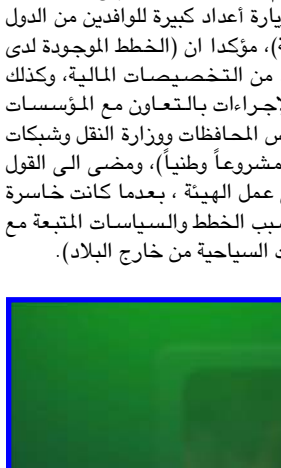 يارة أعداد كبيرة للوافدين من الدول
ة)، مؤكدا ان (الخطط الموجودة لدى
من التخصيصات المالية، وكذلك
لاجراءات بالتعاون مع المؤسسات
س المحافظات ووزارة النقل وشبكات
مشروعاً وطنياً)، ومضى الى القول
عمل الهيئة ، بعدما كانت خاسرة
سبب الخطط والسياسات المتبعة مع
ت السياحية من خارج البلاد).